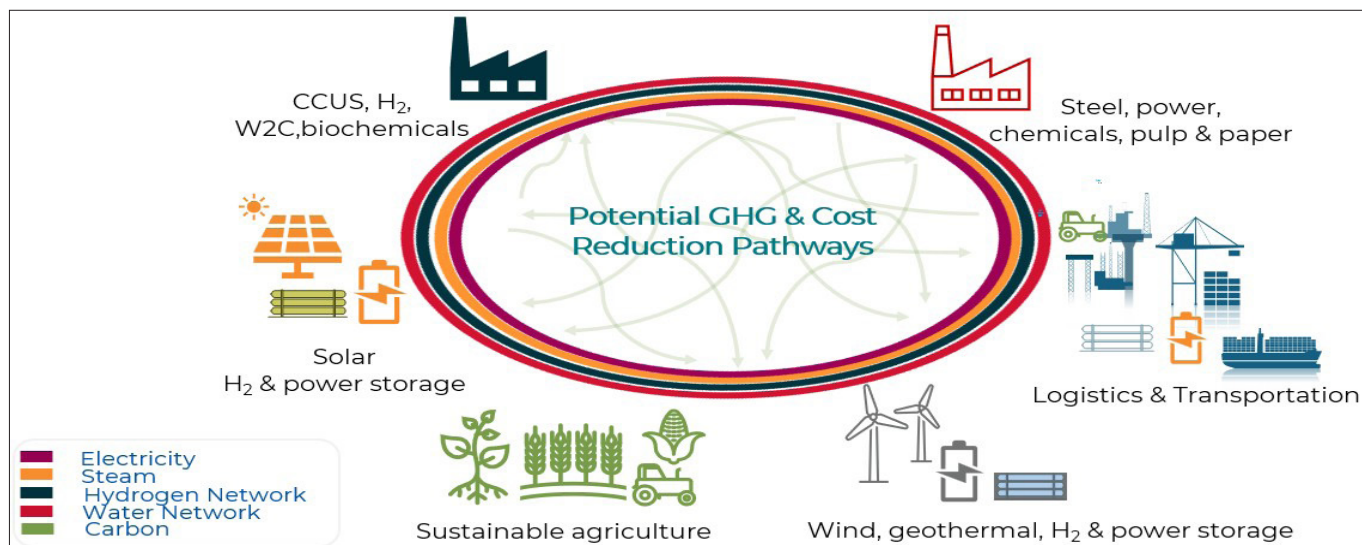 CCUS, H₂,
W2C,biochemicals
Steel, power,
chemicals, pulp & paper
Potential GHG & Cost
Reduction Pathways
Solar
H₂ & power storage
Logistics & Transportation
Sustainable agriculture
Wind, geothermal, H₂ & power storage
Electricity
Steam
Hydrogen Network
Water Network
Carbon